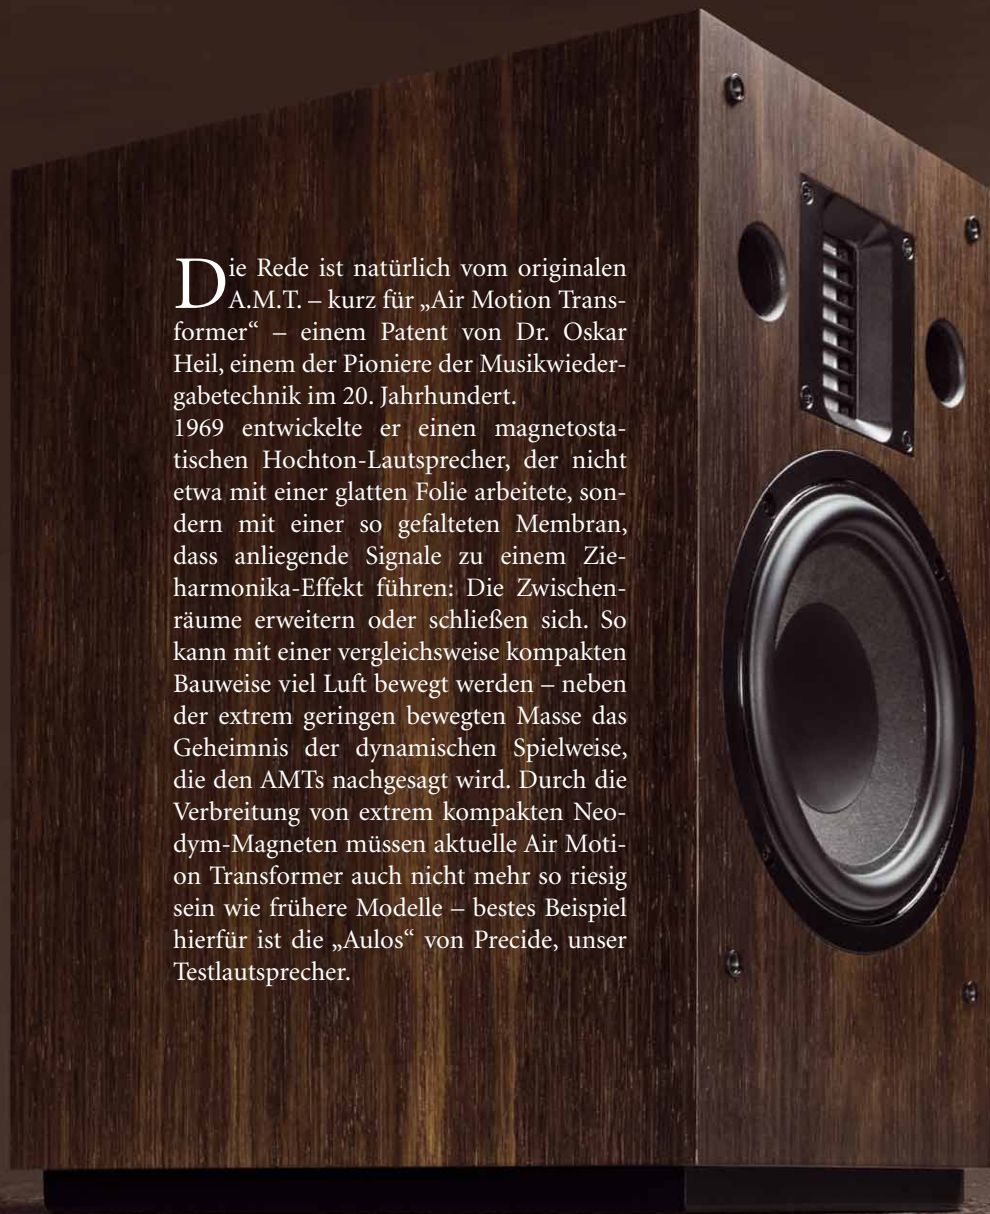 Die Rede ist natürlich vom originalen
A.M.T. – kurz für „Air Motion Trans-
former“ – einem Patent von Dr. Oskar
Heil, einem der Pioniere der Musikwieder-
gabetechnik im 20. Jahrhundert.
1969 entwickelte er einen magnetosta-
tischen Hochton-Lautsprecher, der nicht
etwa mit einer glatten Folie arbeitete, son-
dern mit einer so gefalteten Membran,
dass anliegende Signale zu einem Zie-
harmonika-Effekt führen: Die Zwischen-
räume erweitern oder schließen sich. So
kann mit einer vergleichsweise kompakten
Bauweise viel Luft bewegt werden – neben
der extrem geringen bewegten Masse das
Geheimnis der dynamischen Spielweise,
die den AMTs nachgesagt wird. Durch die
Verbreitung von extrem kompakten Neo-
dym-Magneten müssen aktuelle Air Moti-
on Transformer auch nicht mehr so riesig
sein wie frühere Modelle – bestes Beispiel
hierfür ist die „Aulos“ von Precide, unser
Testlautsprecher.